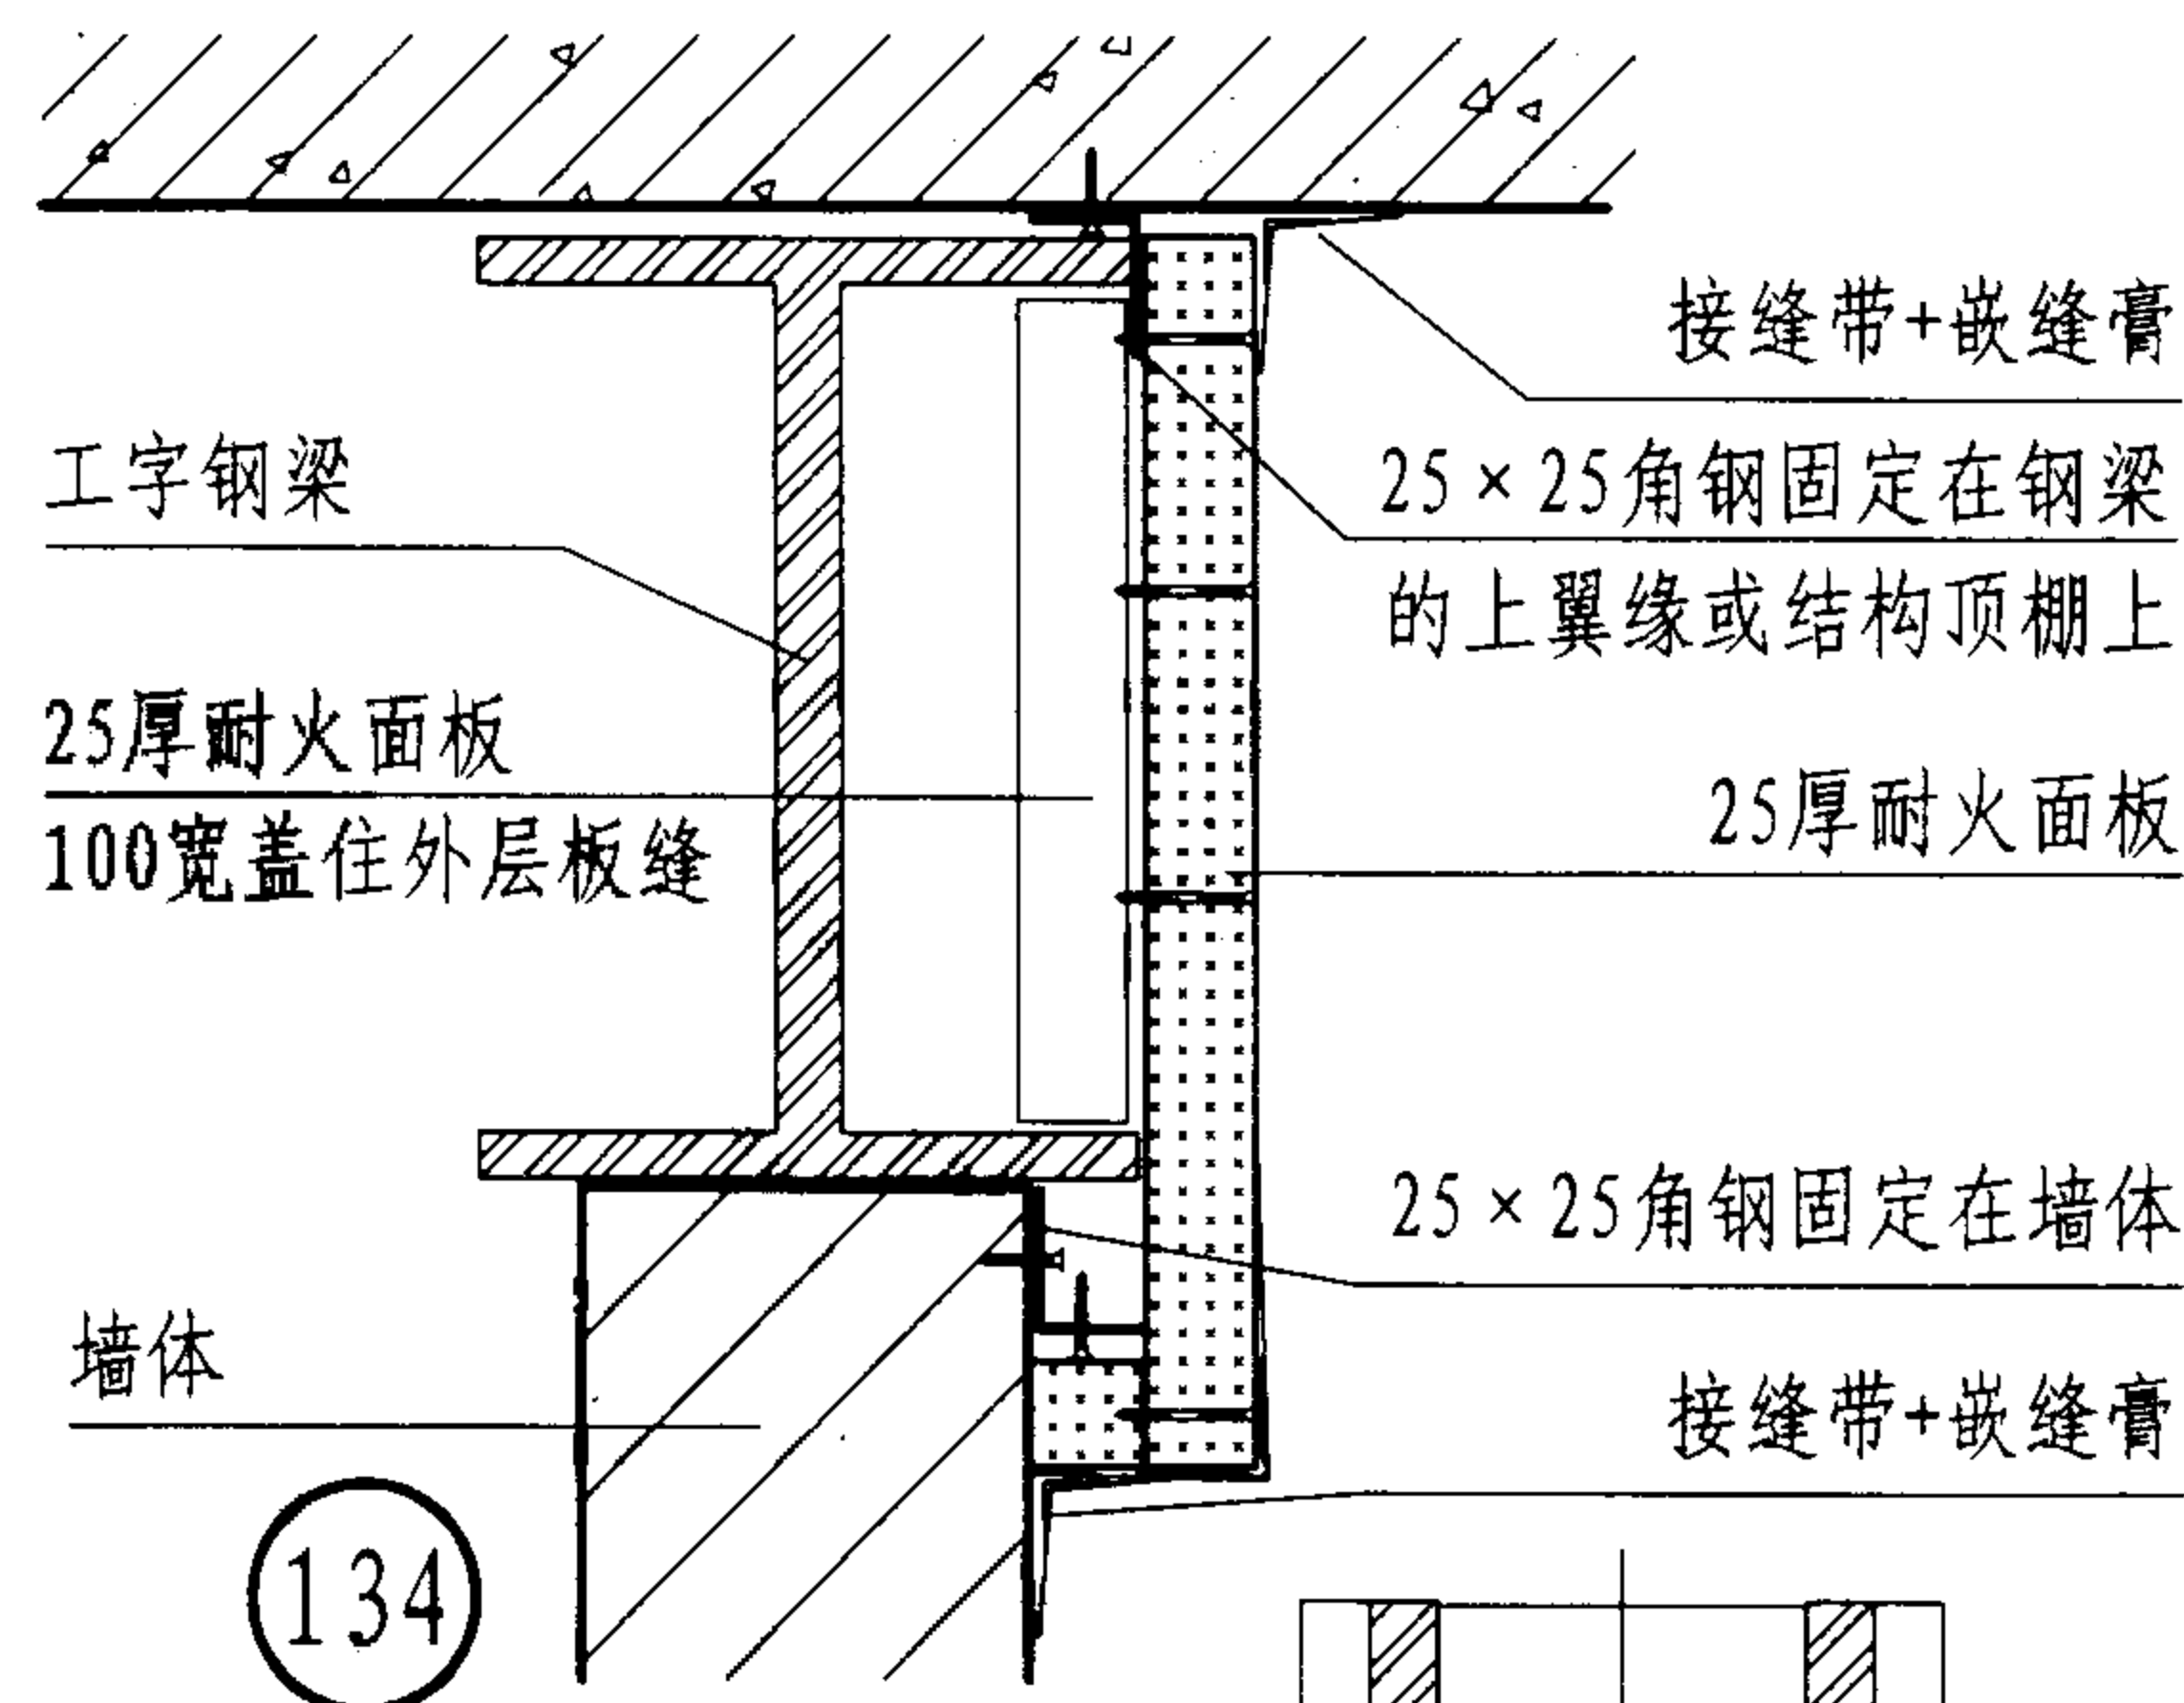 接缝带+嵌缝膏
工字钢梁
25×25角钢固定在钢梁
的上翼缘或结构顶棚上
25厚耐火面板
100宽盖住外层板缝
25厚耐火面板
25×25角钢固定在墙体
墙体
接缝带+嵌缝膏
134